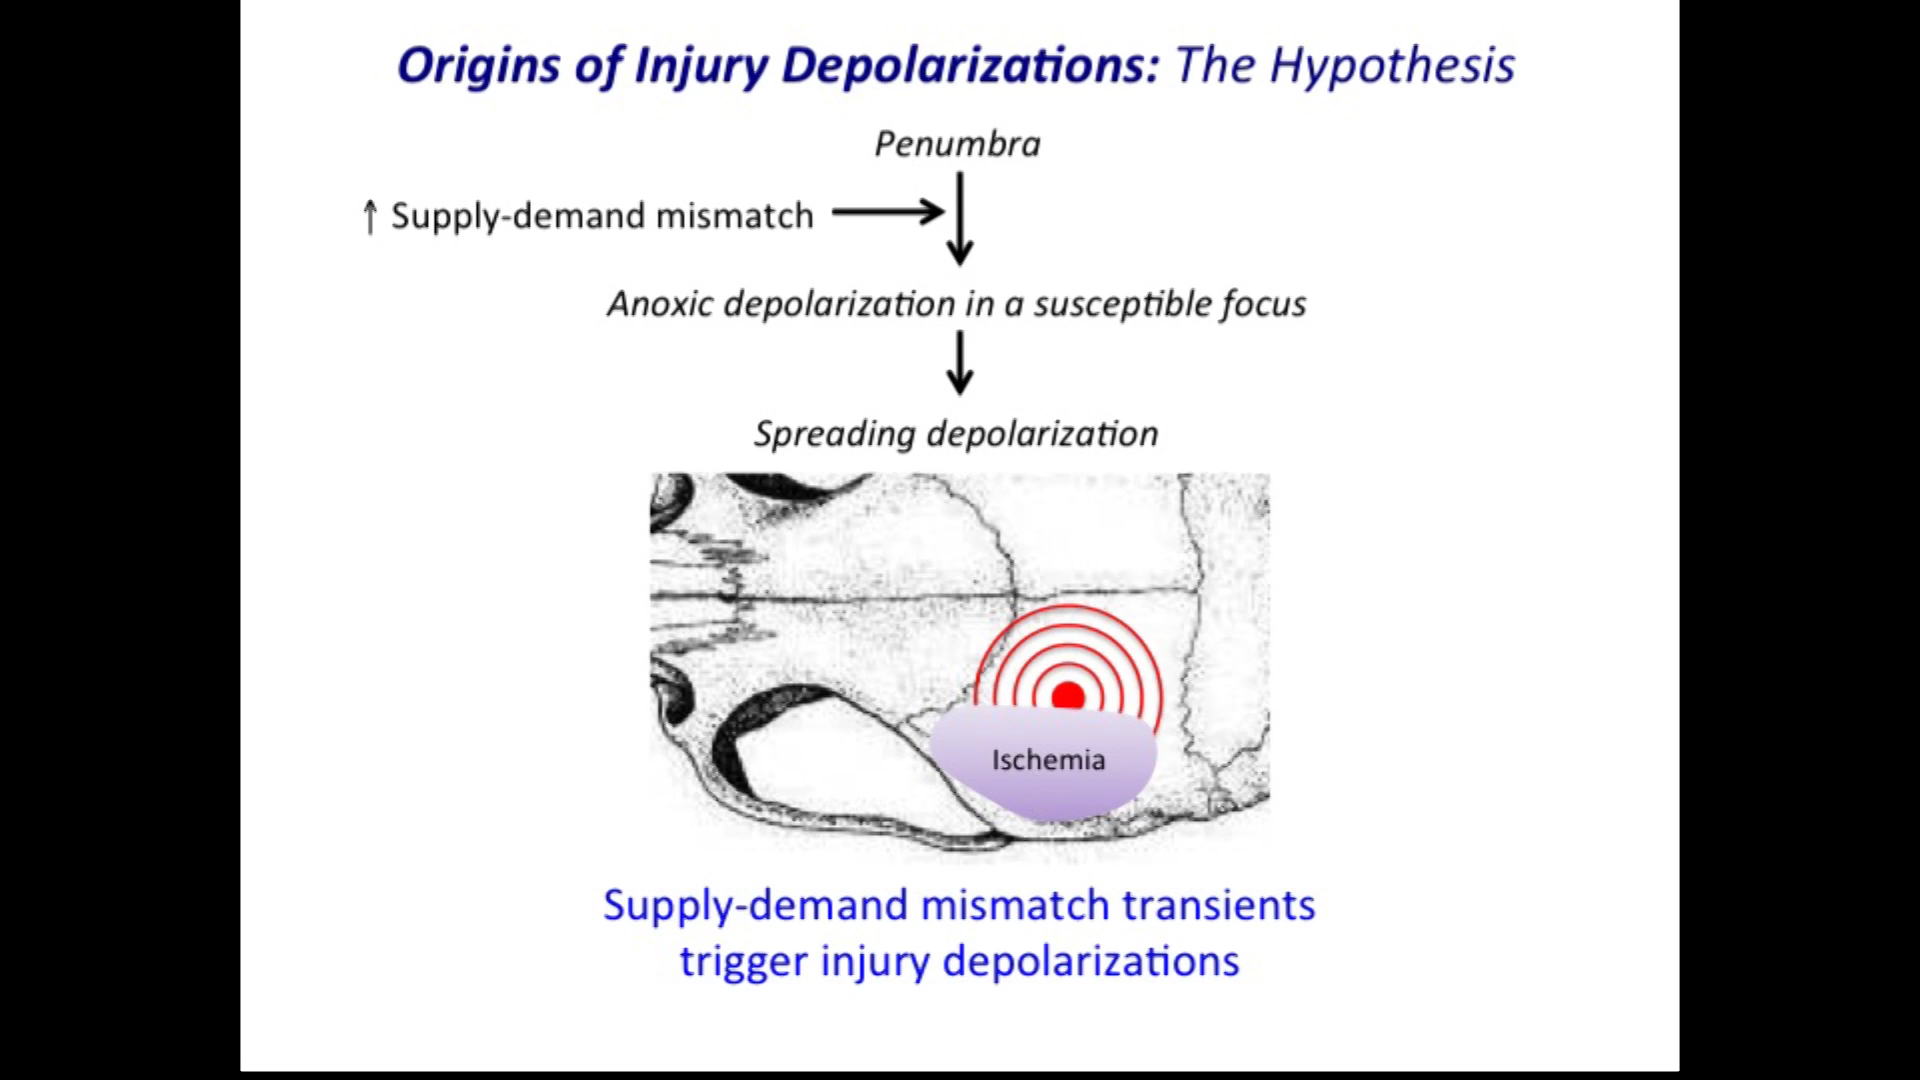 Origins of Injury Depolarizations: The Hypothesis
Penumbra
↑ Supply-demand mismatch
Anoxic depolarization in a susceptible focus
Spreading depolarization
Ischemia
Supply-demand mismatch transients
trigger injury depolarizations